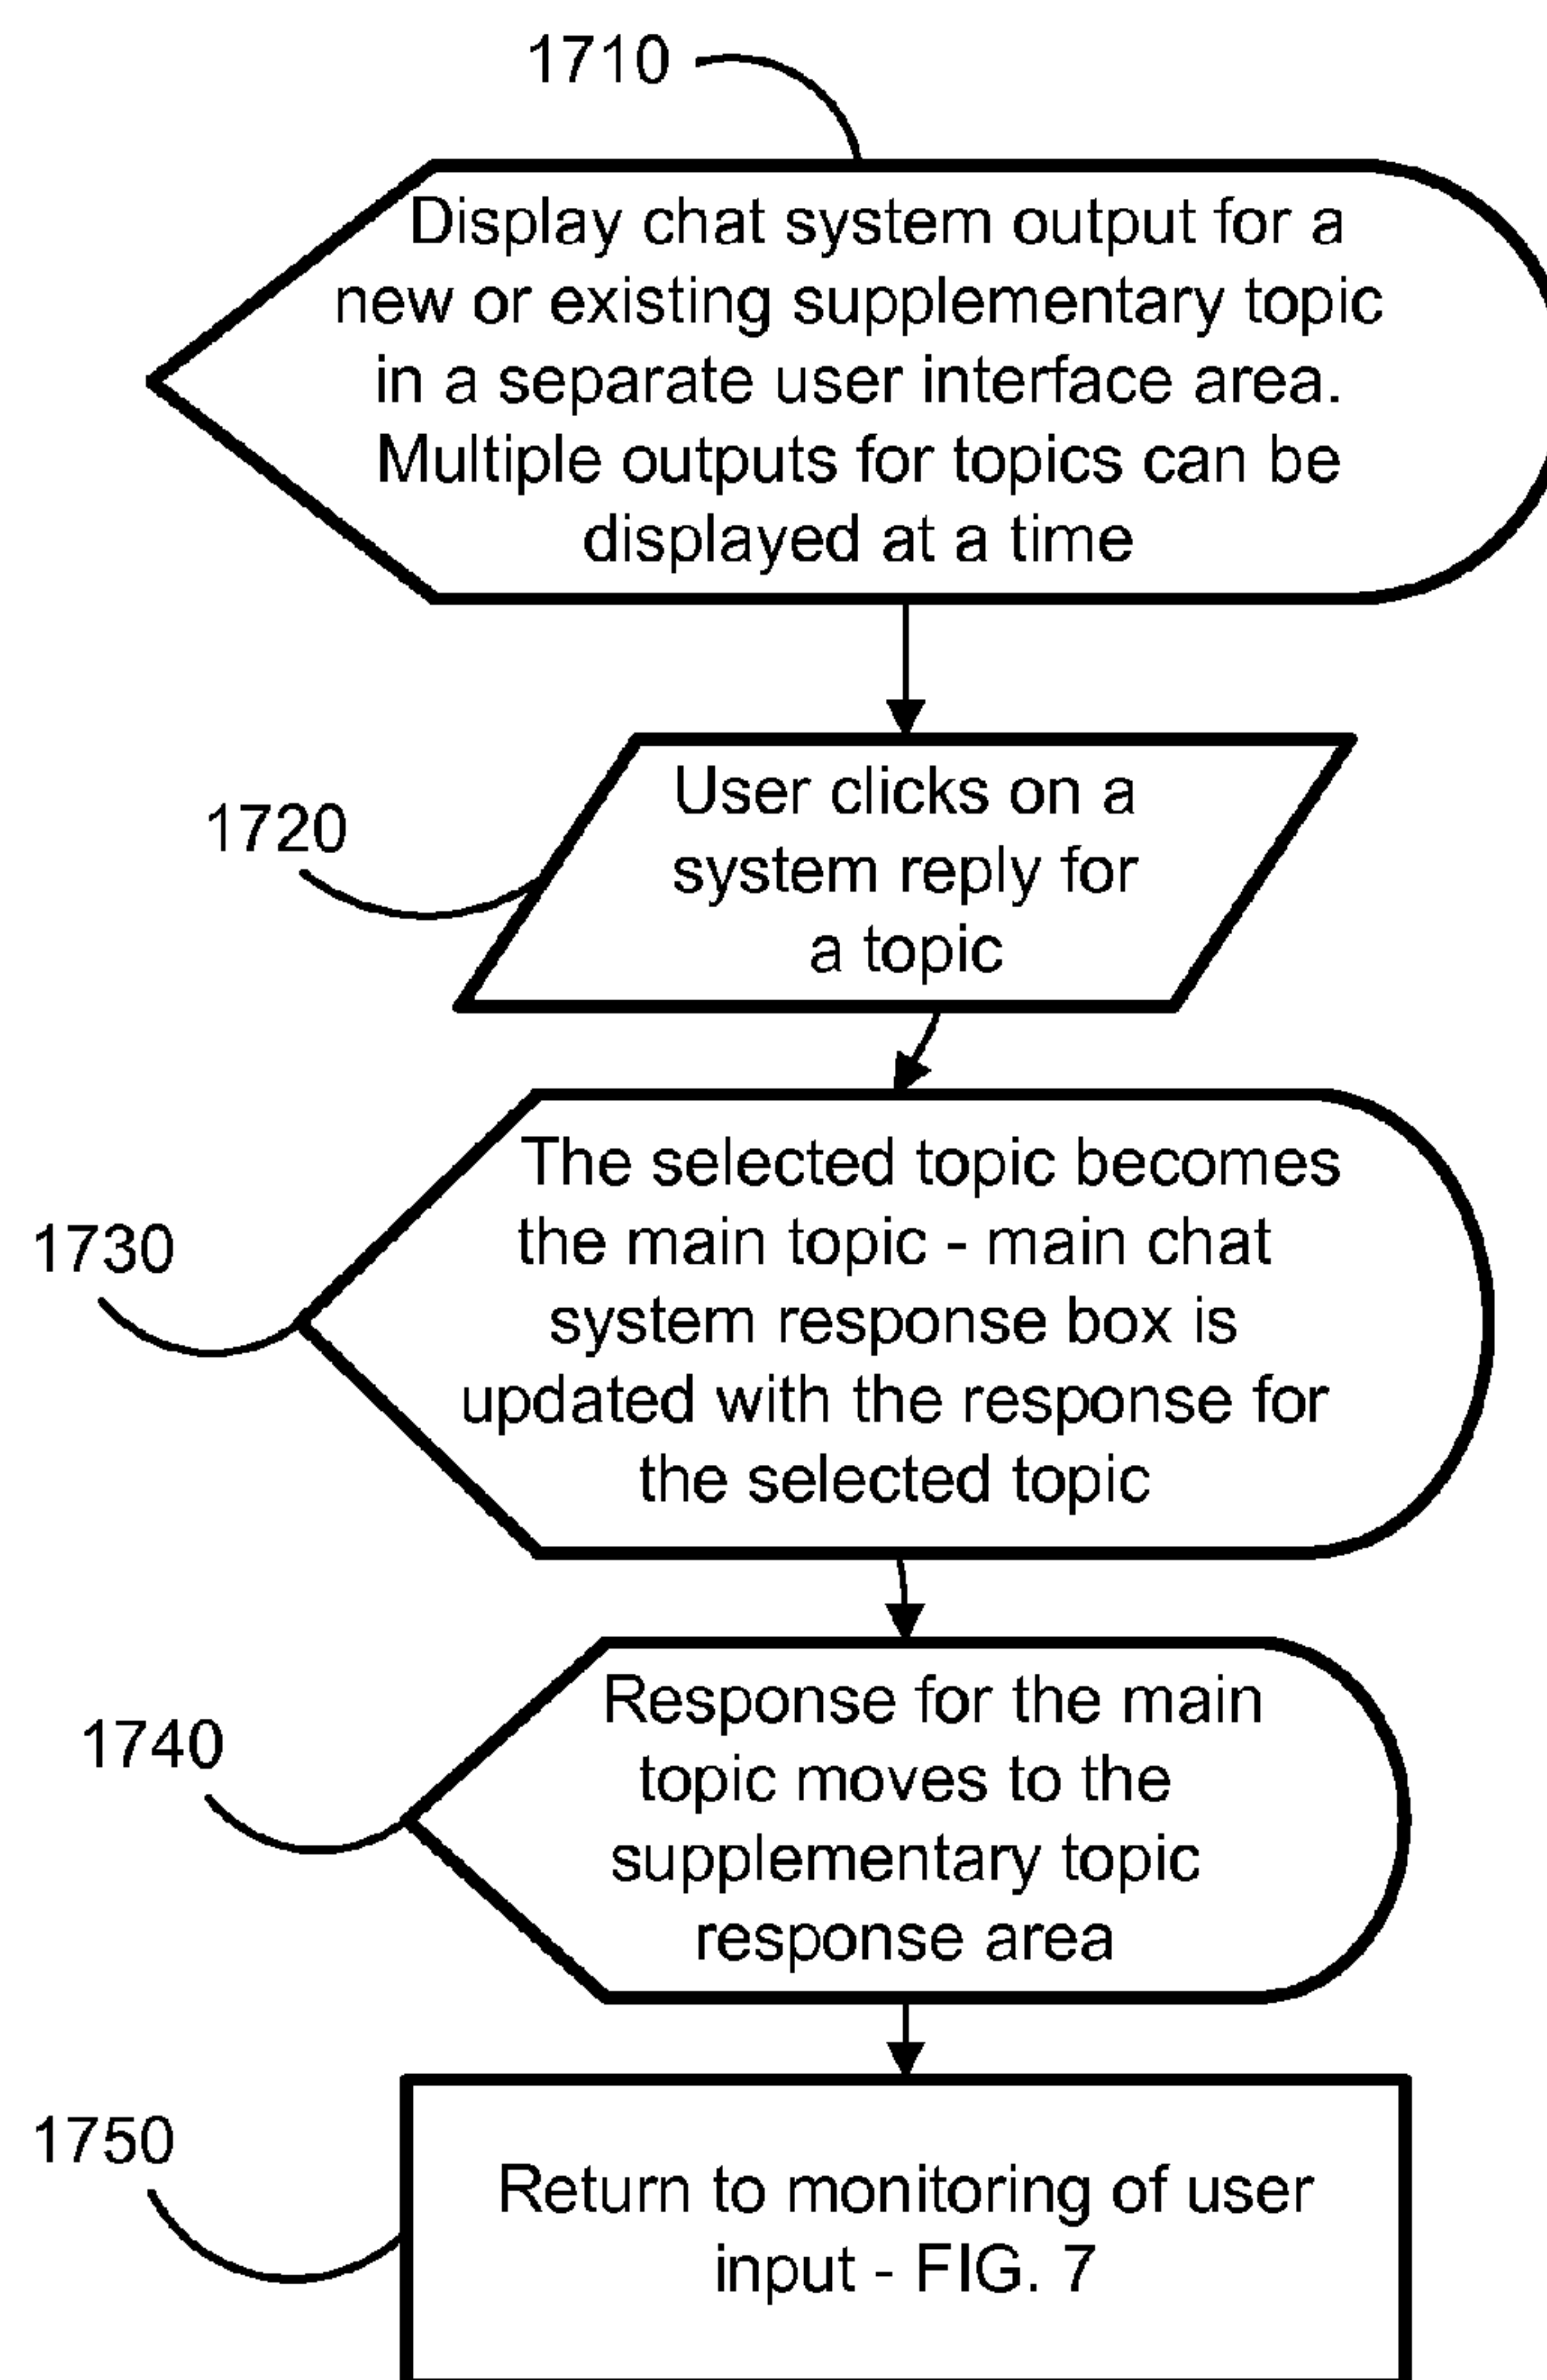 1710
Display chat system output for a
new or existing supplementary topic
in a separate user interface area.
Multiple outputs for topics can be
displayed at a time
1720
User clicks on a
system reply for
a topic
1730
The selected topic becomes
the main topic - main chat
system response box is
updated with the response for
the selected topic
1740
Response for the main
topic moves to the
supplementary topic
response area
1750
Return to monitoring of user
input - FIG. 7